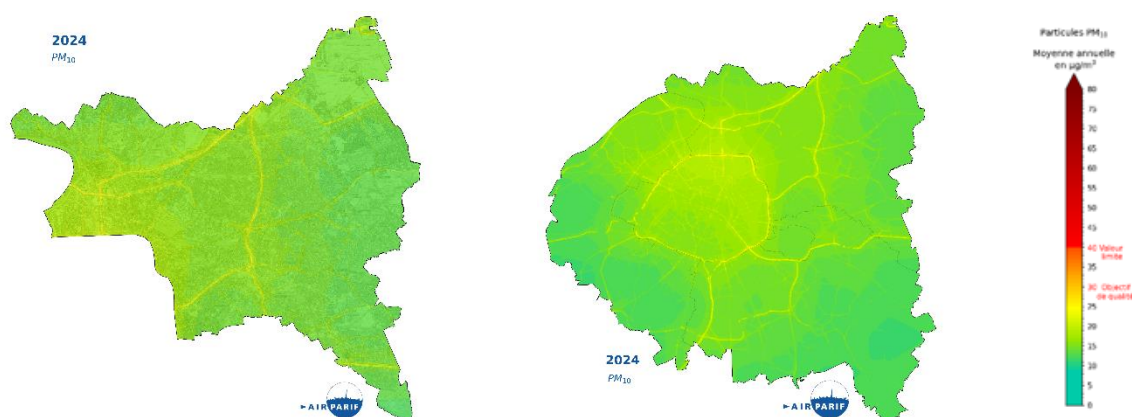 2024
PM₁₀
►AIRPARIF
2024
PM₁₀
►AIRPARIF
Particules PM₁₀
Moyenne annuelle
en µg/m³
80
75
70
65
60
55
50
45
40 Valeur
limite
35
30 Objectif
de qualité
25
20
15
10
5
0